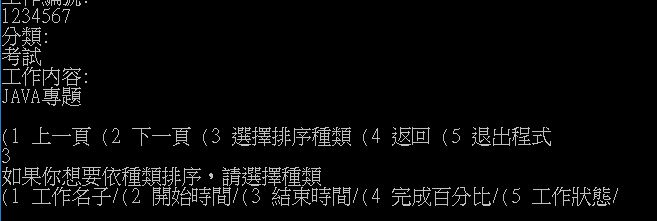 工作編號:
1234567
分類:
考試
工作內容:
JAVA專題
(1 上一頁 (2 下一頁 (3 選擇排序種類 (4 返回 (5 退出程式
3
如果你想要依種類排序，請選擇種類
(1 工作名子/(2 開始時間/(3 結束時間/(4 完成百分比/(5 工作狀態/